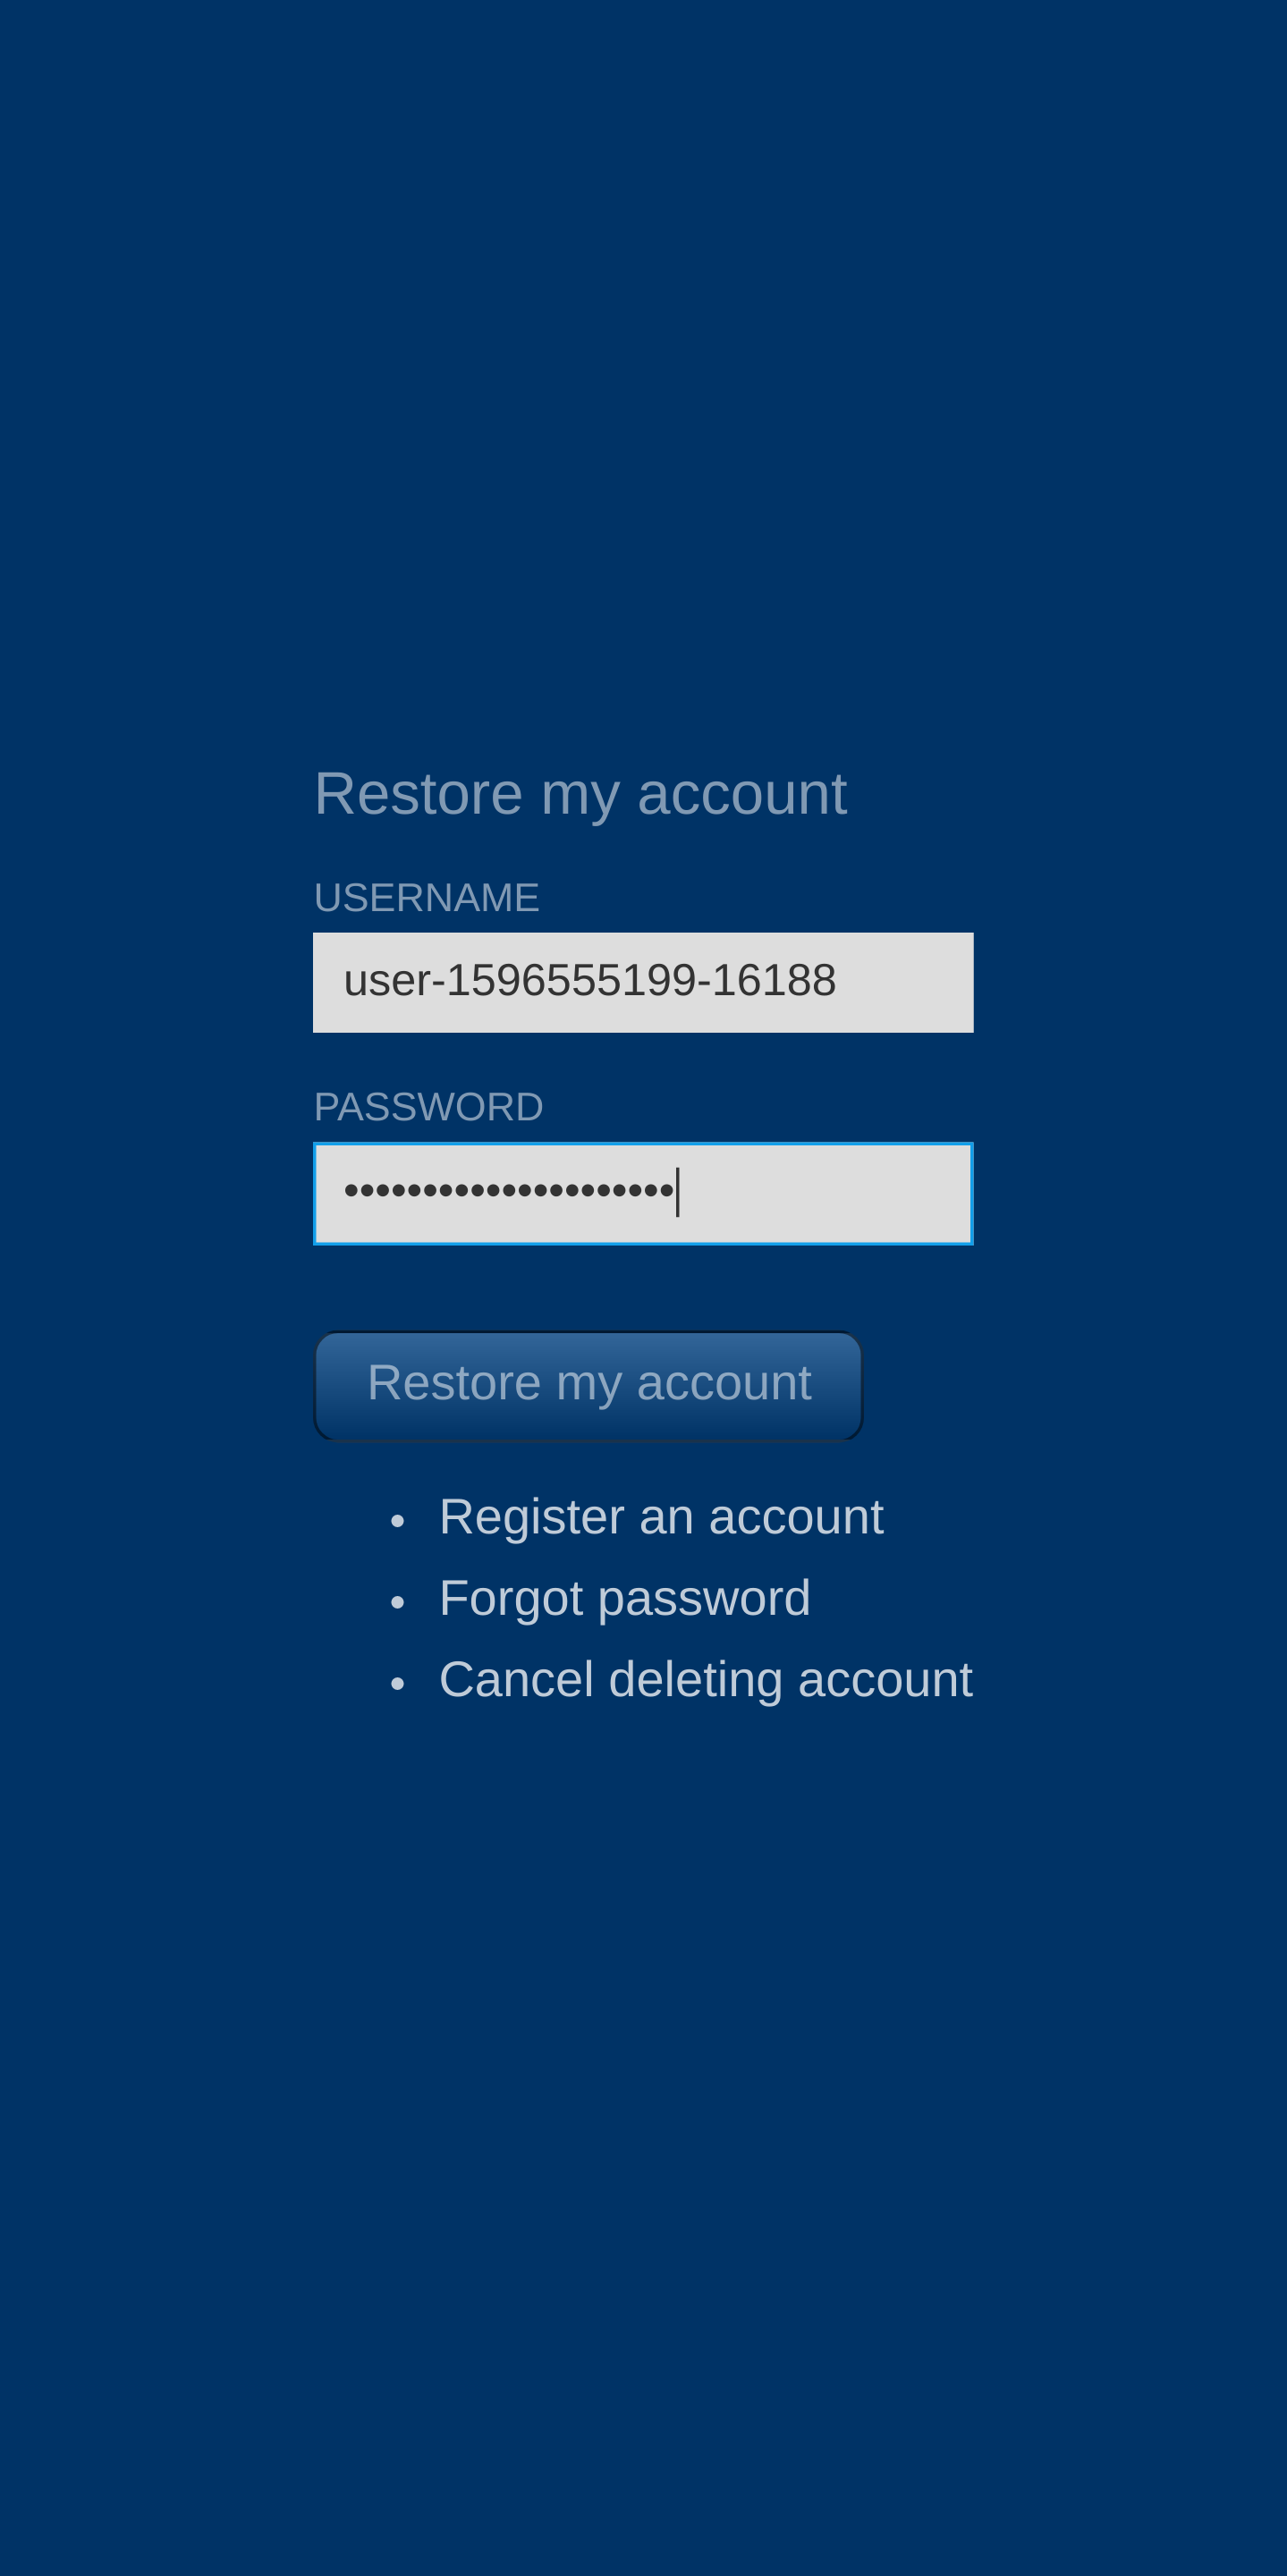 Restore my account
USERNAME
user-1596555199-16188
PASSWORD
•••••••••••••••••••••
Restore my account
• Register an account
• Forgot password
• Cancel deleting account